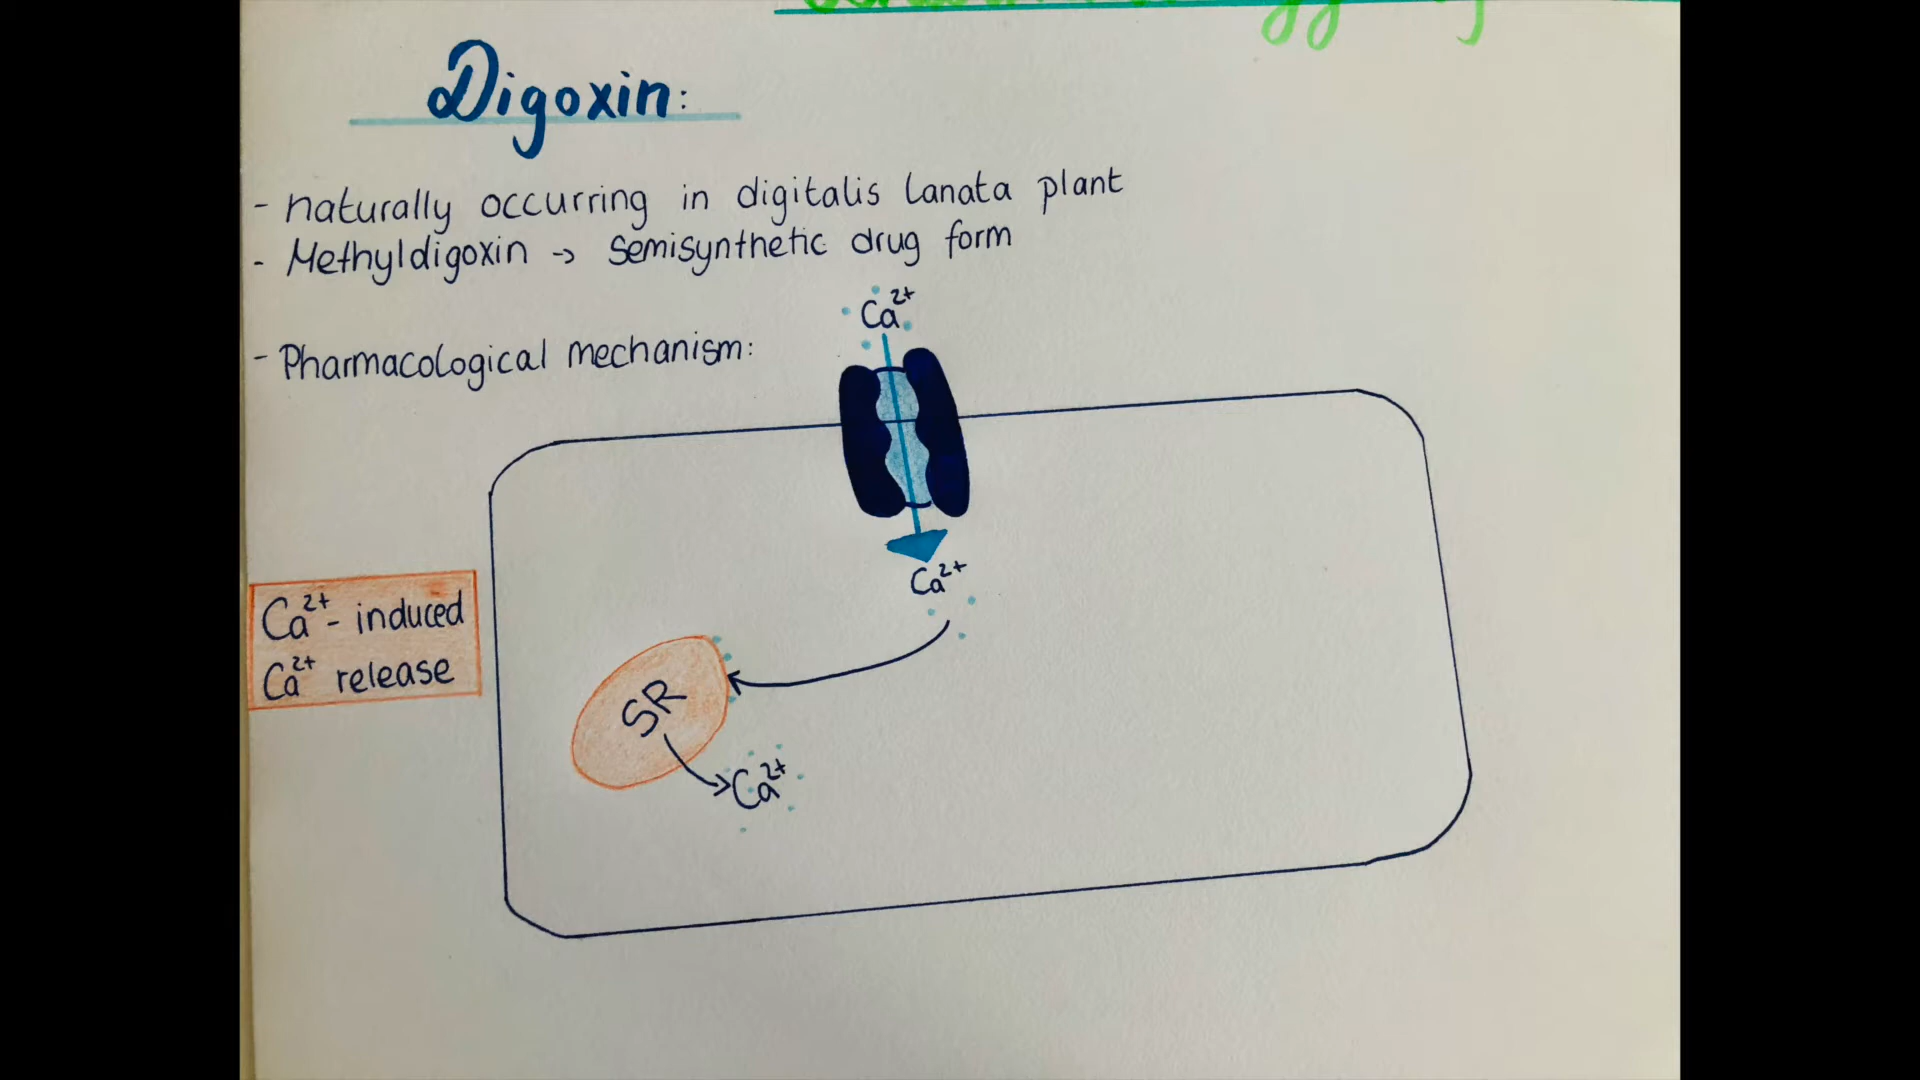 Digoxin:
- naturally occurring in digitalis lanata plant
- Methyldigoxin → semisynthetic drug form
Ca²⁺
- Pharmacological mechanism:
Ca²⁺
Ca²⁺ - induced
Ca²⁺ release
SR
Ca²⁺